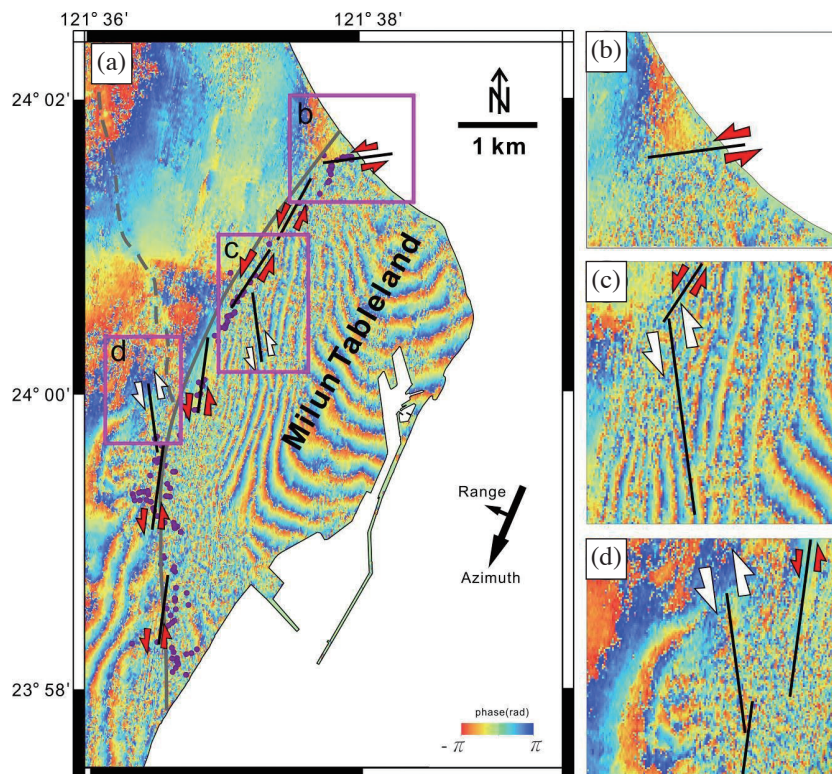 121° 36'
121° 38'
(a)
24° 02'
24° 00'
23° 58'
b
c
d
N
1 km
Milun Tableland
Range
Azimuth
phase(rad)
- π
π
(b)
(c)
(d)